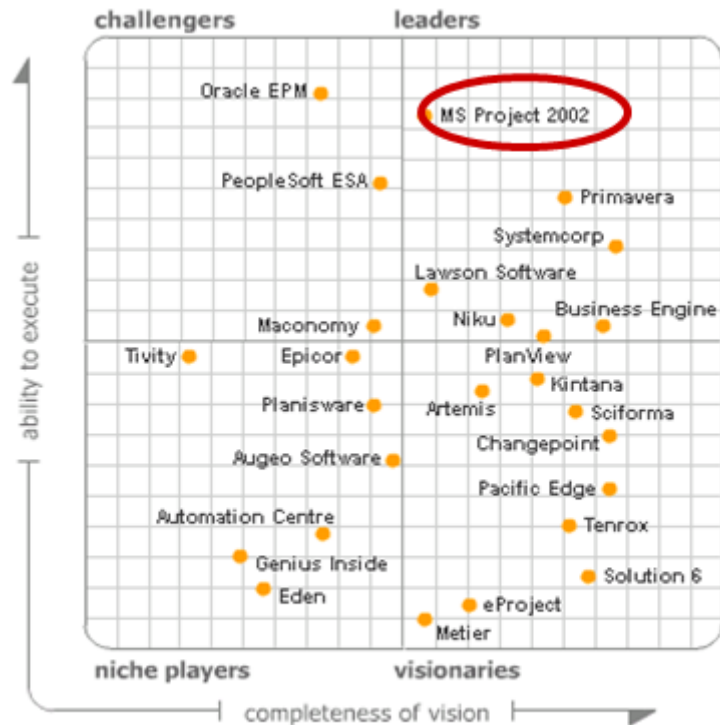 challengers
leaders
Oracle EPM
MS Project 2002
PeopleSoft ESA
Primavera
Systemcorp
Lawson Software
Business Engine
Niku
Maconomy
Tivity
Epicor
PlanView
Kintana
Artemis
Planisware
Sciforma
Changepoint
Augeo Software
Pacific Edge
Automation Centre
Tenrox
Genius Inside
Solution 6
Eden
eProject
Metier
niche players
visionaries
ability to execute
completeness of vision